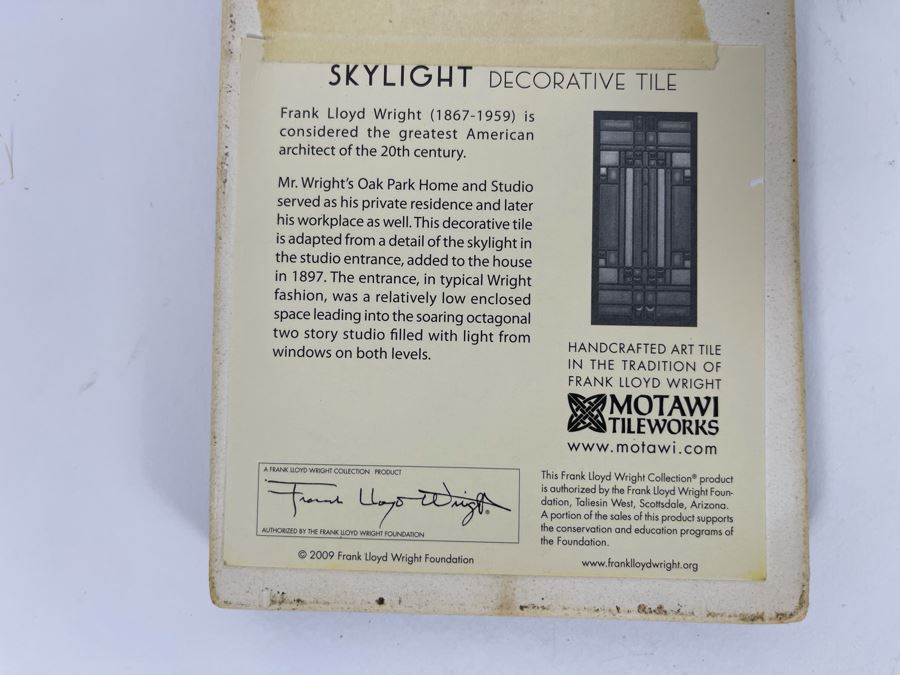 SKYLIGHT DECORATIVE TILE
Frank Lloyd Wright (1867-1959) is
considered the greatest American
architect of the 20th century.
Mr. Wright's Oak Park Home and Studio
served as his private residence and later
his workplace as well. This decorative tile
is adapted from a detail of the skylight in
the studio entrance, added to the house
in 1897. The entrance, in typical Wright
fashion, was a relatively low enclosed
space leading into the soaring octagonal
two story studio filled with light from
windows on both levels.
HANDCRAFTED ART TILE
IN THE TRADITION OF
FRANK LLOYD WRIGHT
MOTAWI
TILEWORKS
www.motawi.com
A FRANK LLOYD WRIGHT COLLECTION PRODUCT
Frank Lloyd Wright®
AUTHORIZED BY THE FRANK LLOYD WRIGHT FOUNDATION
© 2009 Frank Lloyd Wright Foundation
This Frank Lloyd Wright Collection® product
is authorized by the Frank Lloyd Wright Foun-
dation, Taliesin West, Scottsdale, Arizona.
A portion of the sales of this product supports
the conservation and education programs of
the Foundation.
www.franklloydwright.org